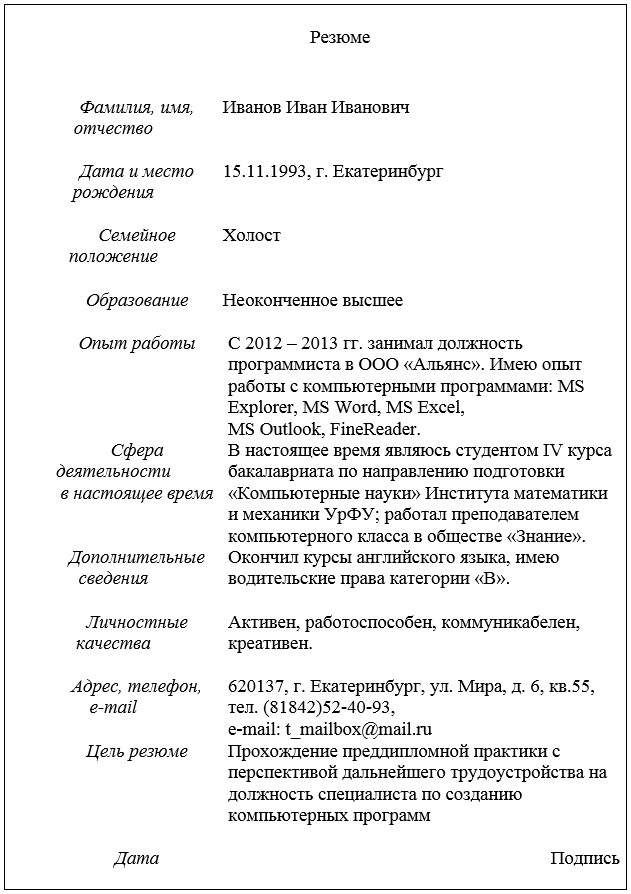 Резюме
Фамилия, имя, Иванов Иван Иванович
отчество
Дата и место 15.11.1993, г. Екатеринбург
рождения
Семейное Холост
положение
Образование Неоконченное высшее
Опыт работы С 2012 – 2013 гг. занимал должность
программиста в ООО «Альянс». Имею опыт
работы с компьютерными программами: MS
Explorer, MS Word, MS Excel,
MS Outlook, FineReader.
Сфера В настоящее время являюсь студентом IV курса
деятельности бакалавриата по направлению подготовки
в настоящее время «Компьютерные науки» Института математики
и механики УрФУ; работал преподавателем
компьютерного класса в обществе «Знание».
Дополнительные Окончил курсы английского языка, имею
сведения водительские права категории «В».
Личностные Активен, работоспособен, коммуникабелен,
качества креативен.
Адрес, телефон, 620137, г. Екатеринбург, ул. Мира, д. 6, кв.55,
e-mail тел. (81842)52-40-93,
e-mail: t_mailbox@mail.ru
Цель резюме Прохождение преддипломной практики с
перспективой дальнейшего трудоустройства на
должность специалиста по созданию
компьютерных программ
Дата Подпись